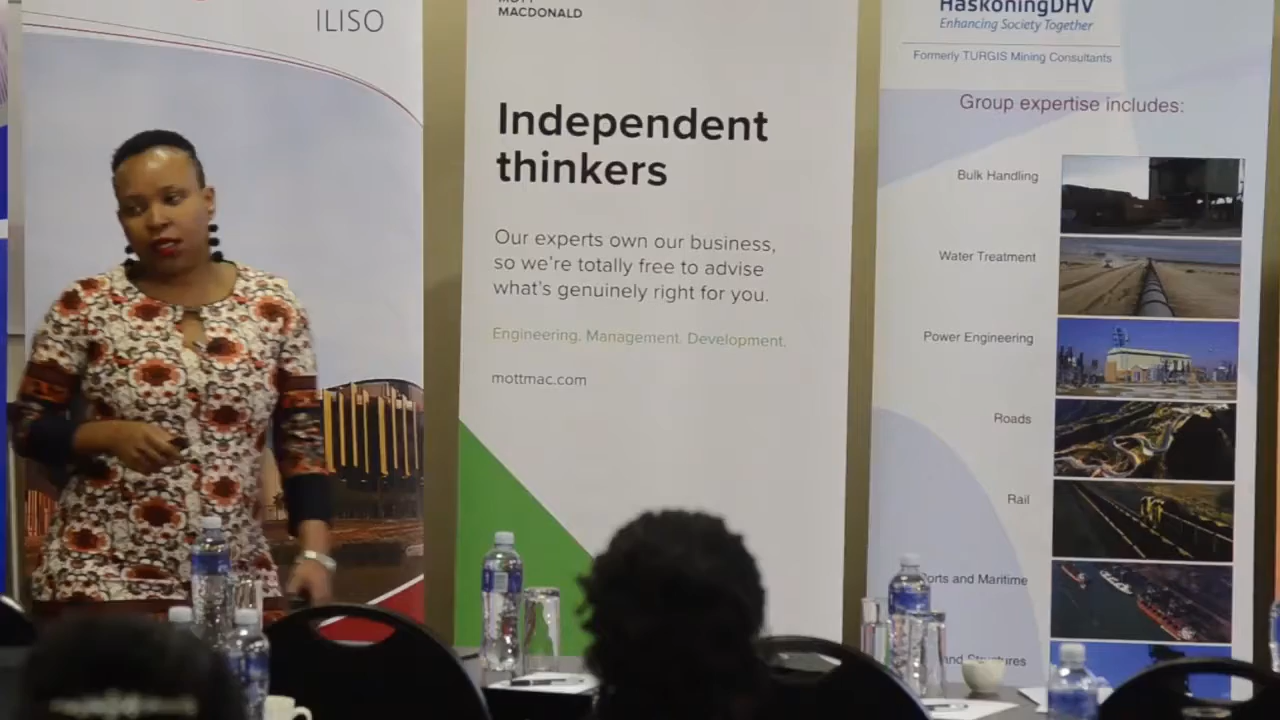 ILISO
MOTT
MACDONALD
Independent
thinkers
Our experts own our business,
so we're totally free to advise
what's genuinely right for you.
Engineering. Management. Development.
mottmac.com
HaskoningDHV
Enhancing Society Together
Formerly TURGIS Mining Consultants
Group expertise includes:
Bulk Handling
Water Treatment
Power Engineering
Roads
Rail
Ports and Maritime
and Structures